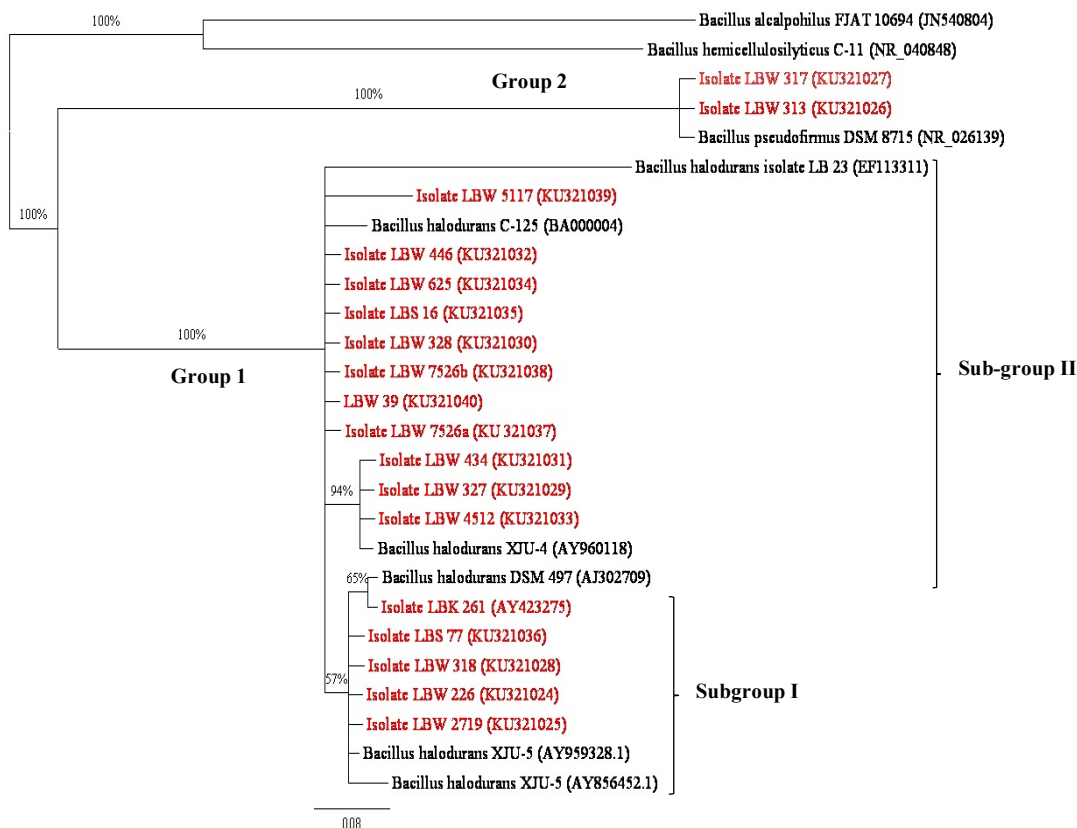 100%
Bacillus alcalpohilus FJAT 10694 (JN540804)
Bacillus hemicellulosilyticus C-11 (NR_040848)
Group 2
100%
Isolate LBW 317 (KU321027)
Isolate LBW 313 (KU321026)
Bacillus pseudofirmus DSM 8715 (NR_026139)
Bacillus halodurans isolate LB 23 (EF113311)
Isolate LBW 5117 (KU321039)
100%
Bacillus halodurans C-125 (BA000004)
Isolate LBW 446 (KU321032)
Isolate LBW 625 (KU321034)
Isolate LBS 16 (KU321035)
100%
Isolate LBW 328 (KU321030)
Group 1
Isolate LBW 7526b (KU321038)
Sub-group II
LBW 39 (KU321040)
Isolate LBW 7526a (KU 321037)
Isolate LBW 434 (KU321031)
94%
Isolate LBW 327 (KU321029)
Isolate LBW 4512 (KU321033)
Bacillus halodurans XJU-4 (AY960118)
65%
Bacillus halodurans DSM 497 (AJ302709)
Isolate LBK 261 (AY423275)
Isolate LBS 77 (KU321036)
Isolate LBW 318 (KU321028)
57%
Isolate LBW 226 (KU321024)
Subgroup I
Isolate LBW 2719 (KU321025)
Bacillus halodurans XJU-5 (AY959328.1)
Bacillus halodurans XJU-5 (AY856452.1)
0.08